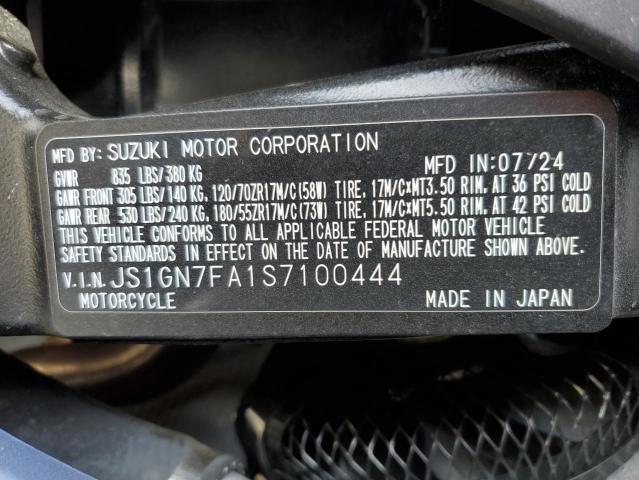 MFD BY: SUZUKI MOTOR CORPORATION
GVWR 835 LBS/380 KG MFD IN:07/24
GAWR FRONT 305 LBS/140 KG, 120/70ZR17M/C(58W) TIRE, 17M/C×MT3.50 RIM. AT 36 PSI COLD
GAWR REAR 530 LBS/240 KG, 180/55ZR17M/C(73W) TIRE, 17M/C×MT5.50 RIM. AT 42 PSI COLD
THIS VEHICLE CONFORMS TO ALL APPLICABLE FEDERAL MOTOR VEHICLE
SAFETY STANDARDS IN EFFECT ON THE DATE OF MANUFACTURE SHOWN ABOVE.
V.I.N. JS1GN7FA1S7100444
MOTORCYCLE MADE IN JAPAN